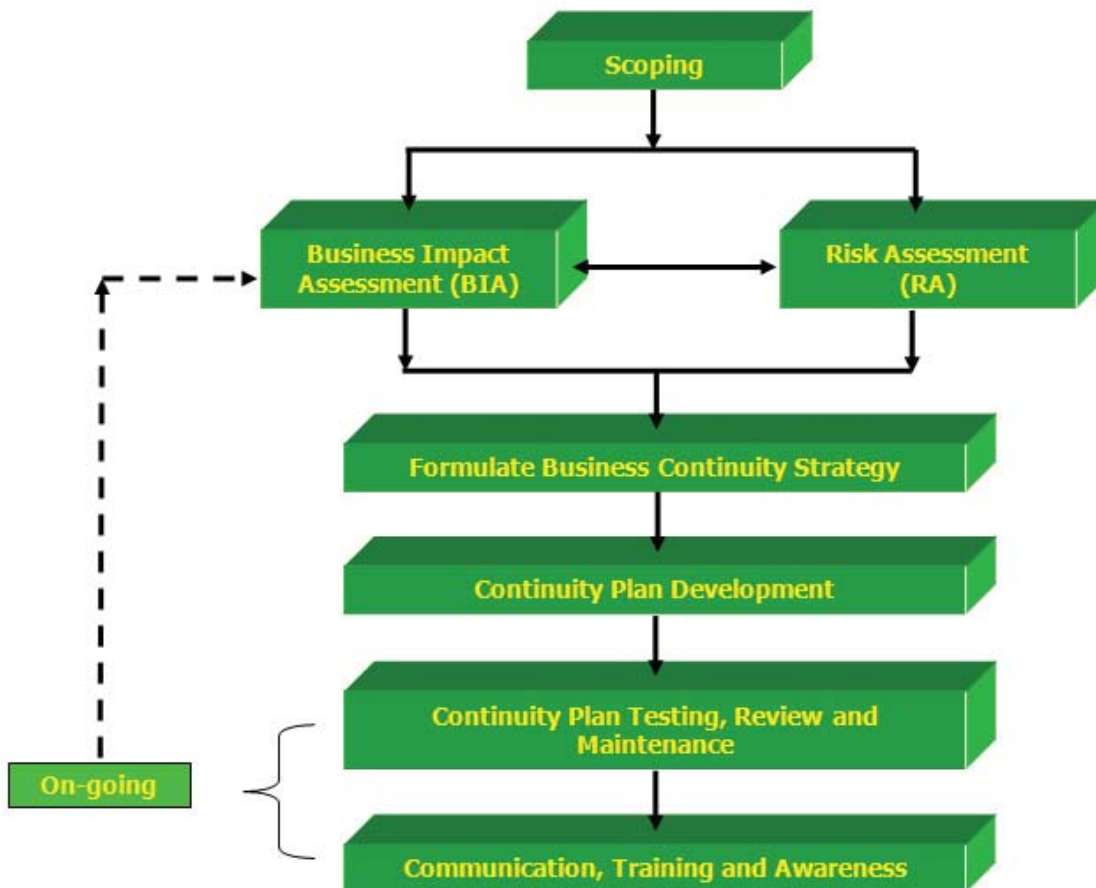 Scoping
Business Impact
Assessment (BIA)
Risk Assessment
(RA)
Formulate Business Continuity Strategy
Continuity Plan Development
Continuity Plan Testing, Review and
Maintenance
On-going
Communication, Training and Awareness